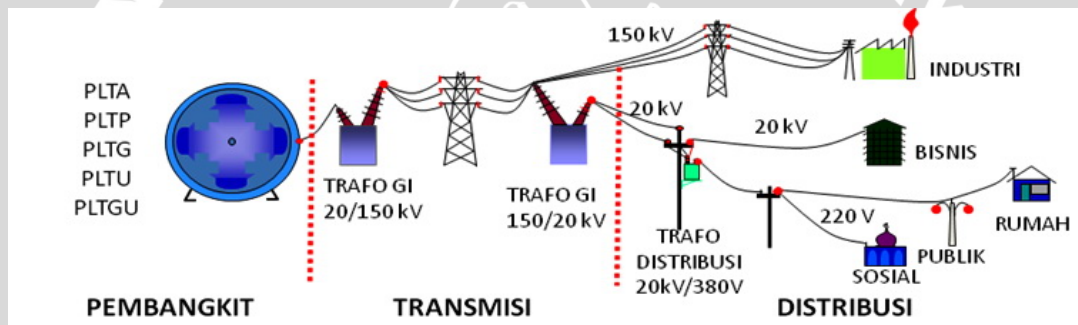 PLTA
PLTP
PLTG
PLTU
PLTGU
TRAFO GI
20/150 kV
TRAFO GI
150/20 kV
150 kV
INDUSTRI
20 kV
20 kV
BISNIS
TRAFO
DISTRIBUSI
20kV/380V
220 V
SOSIAL
PUBLIK
RUMAH
PEMBANGKIT
TRANSMISI
DISTRIBUSI